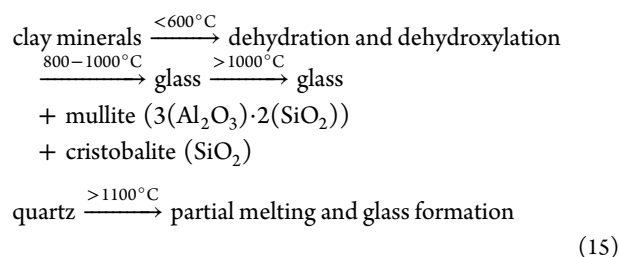 clay minerals <600°C → dehydration and dehydroxylation
800−1000°C → glass >1000°C → glass
+ mullite (3(Al₂O₃)·2(SiO₂))
+ cristobalite (SiO₂)
quartz >1100°C → partial melting and glass formation
(15)